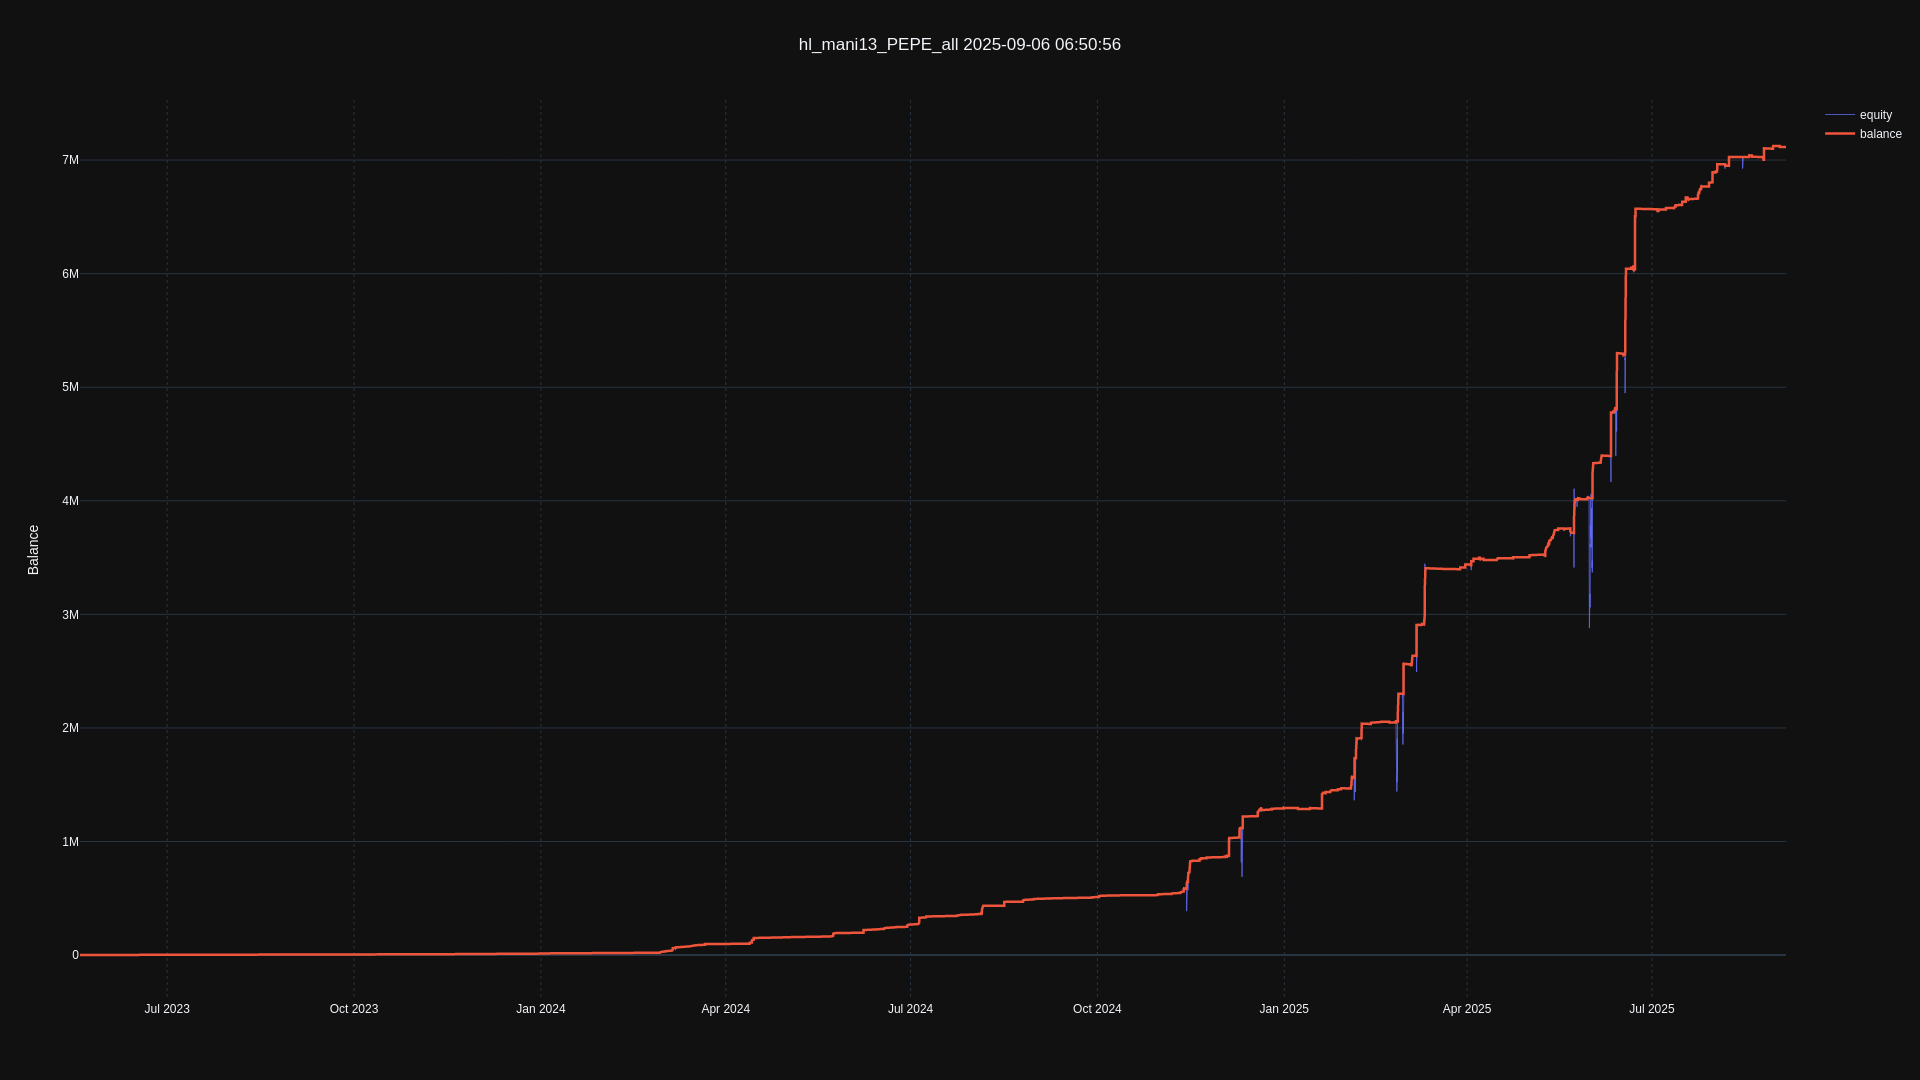 hl_mani13_PEPE_all 2025-09-06 06:50:56
equity
balance
7M
6M
5M
4M
3M
2M
1M
0
Balance
Jul 2023
Oct 2023
Jan 2024
Apr 2024
Jul 2024
Oct 2024
Jan 2025
Apr 2025
Jul 2025